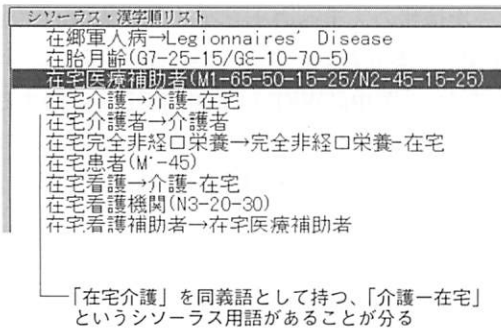 シソーラス・漢字順リスト
在郷軍人病→Legionnaires' Disease
在胎月齢(G7-25-15/G8-10-70-5)
在宅医療補助者(M1-65-50-15-25/N2-45-15-25)
在宅介護→介護-在宅
在宅介護者→介護者
在宅完全非経口栄養→完全非経口栄養-在宅
在宅患者(M*-45)
在宅看護→介護-在宅
在宅看護機関(N3-20-30)
在宅看護補助者→在宅医療補助者
「在宅介護」を同義語として持つ、「介護—在宅」
というシソーラス用語があることが分る